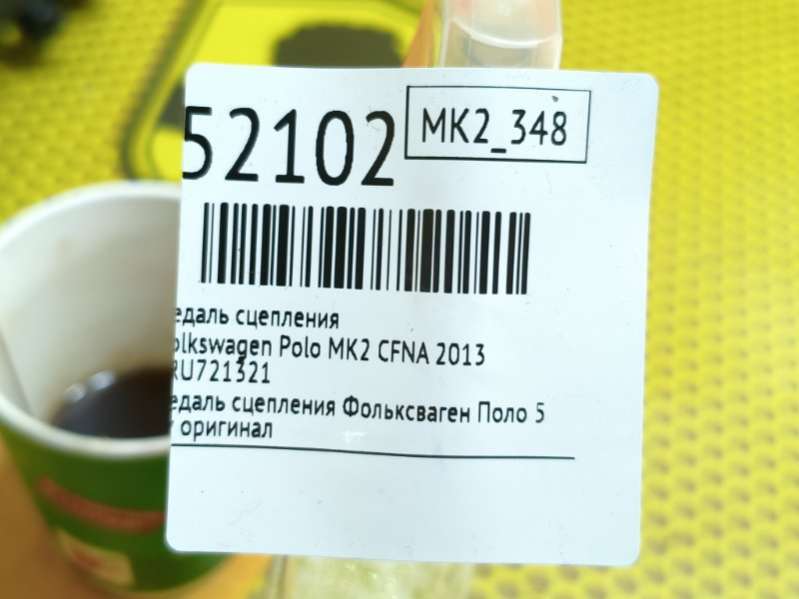 52102
MK2_348
едаль сцепления
olkswagen Polo MK2 CFNA 2013
RU721321
едаль сцепления Фольксваген Поло 5
оригинал